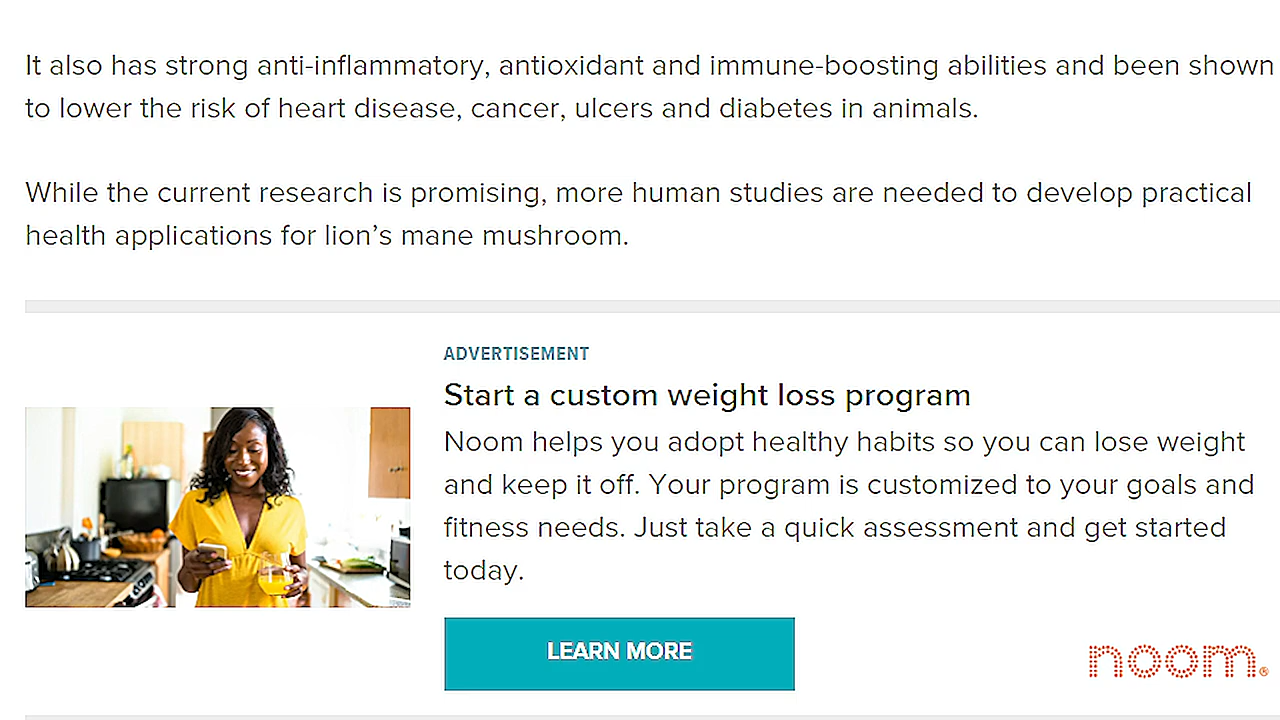 It also has strong anti-inflammatory, antioxidant and immune-boosting abilities and been shown
to lower the risk of heart disease, cancer, ulcers and diabetes in animals.
While the current research is promising, more human studies are needed to develop practical
health applications for lion’s mane mushroom.
ADVERTISEMENT
Start a custom weight loss program
Noom helps you adopt healthy habits so you can lose weight
and keep it off. Your program is customized to your goals and
fitness needs. Just take a quick assessment and get started
today.
LEARN MORE
noom®